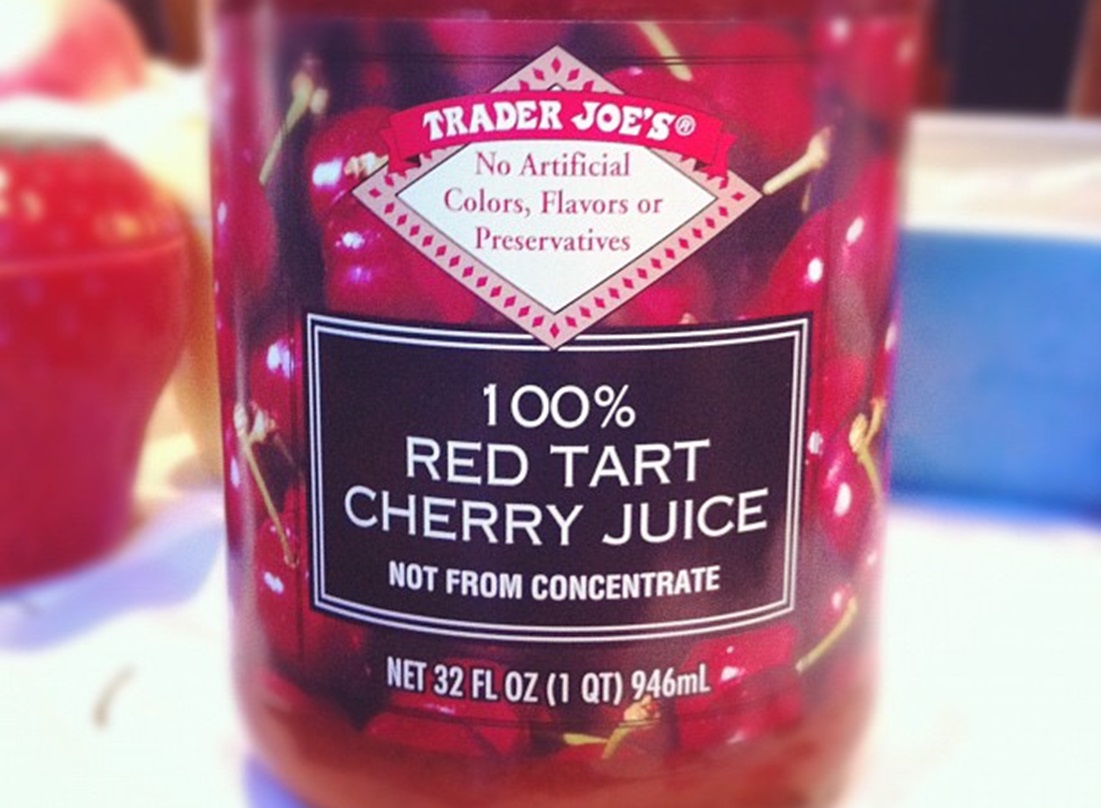 TRADER JOE'S®
No Artificial
Colors, Flavors or
Preservatives
100%
RED TART
CHERRY JUICE
NOT FROM CONCENTRATE
NET 32 FL OZ (1 QT) 946mL